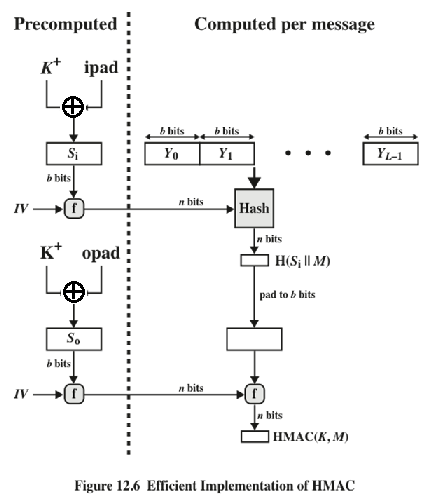 Precomputed Computed per message
K+ ipad
b bits b bits b bits
Si Y0 Y1 • • • YL–1
b bits
IV f n bits Hash
n bits
K+ opad H(Si || M)
pad to b bits
So
b bits
IV f n bits f
n bits
HMAC(K, M)
Figure 12.6 Efficient Implementation of HMAC